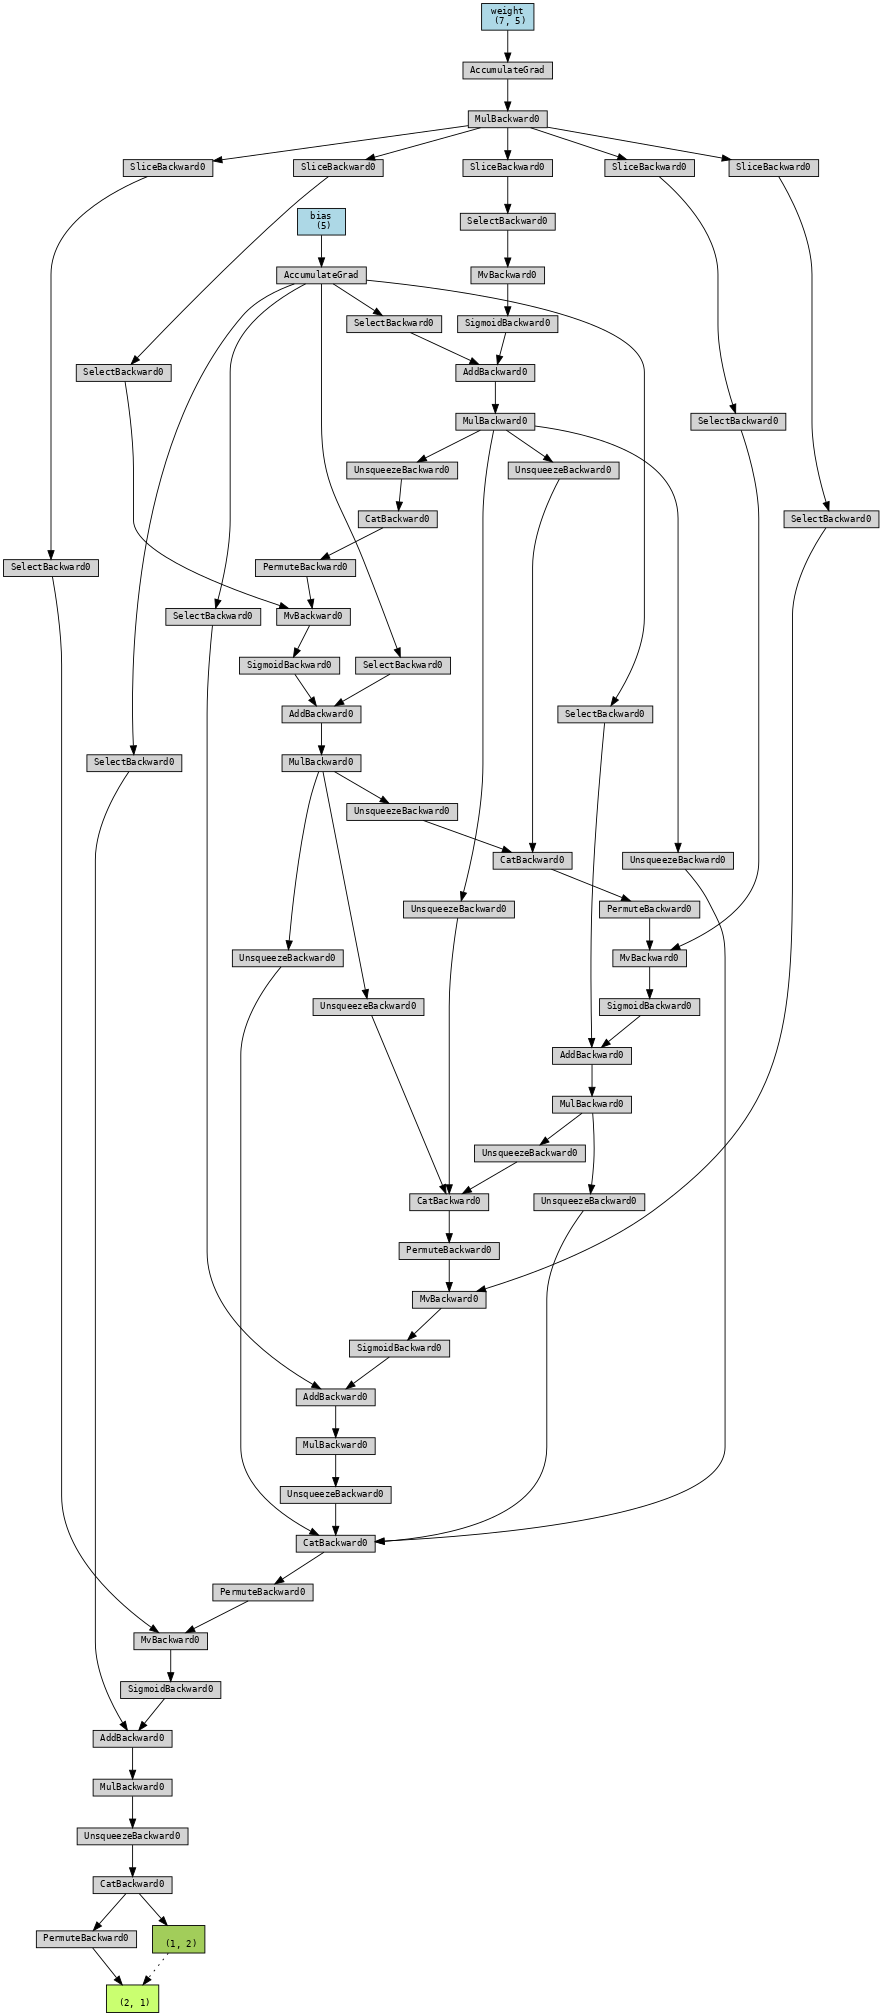 weight
(7, 5)
AccumulateGrad
MulBackward0
SliceBackward0
SliceBackward0
SliceBackward0
SliceBackward0
SliceBackward0
bias
(5)
SelectBackward0
AccumulateGrad
MvBackward0
SelectBackward0
SigmoidBackward0
SelectBackward0
AddBackward0
MulBackward0
SelectBackward0
UnsqueezeBackward0
UnsqueezeBackward0
CatBackward0
SelectBackward0
SelectBackward0
PermuteBackward0
SelectBackward0
MvBackward0
SigmoidBackward0
SelectBackward0
AddBackward0
SelectBackward0
SelectBackward0
MulBackward0
UnsqueezeBackward0
CatBackward0
UnsqueezeBackward0
UnsqueezeBackward0
PermuteBackward0
UnsqueezeBackward0
MvBackward0
UnsqueezeBackward0
SigmoidBackward0
AddBackward0
MulBackward0
UnsqueezeBackward0
CatBackward0
UnsqueezeBackward0
PermuteBackward0
MvBackward0
SigmoidBackward0
AddBackward0
MulBackward0
UnsqueezeBackward0
CatBackward0
PermuteBackward0
MvBackward0
SigmoidBackward0
AddBackward0
MulBackward0
UnsqueezeBackward0
CatBackward0
PermuteBackward0
(1, 2)
(2, 1)